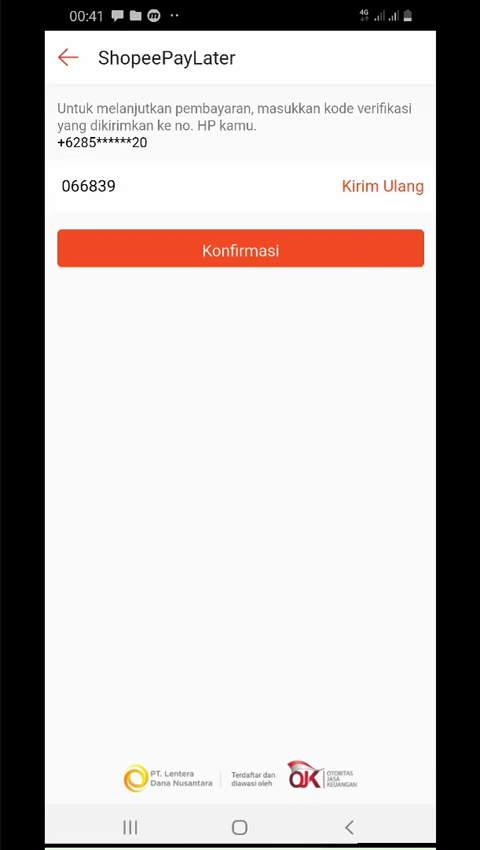 00:41
4G
ShopeePayLater
Untuk melanjutkan pembayaran, masukkan kode verifikasi
yang dikirimkan ke no. HP kamu.
+6285******20
066839
Kirim Ulang
Konfirmasi
PT. Lentera
Dana Nusantara
Terdaftar dan
diawasi oleh
OJK
OTORITAS
JASA
KEUANGAN